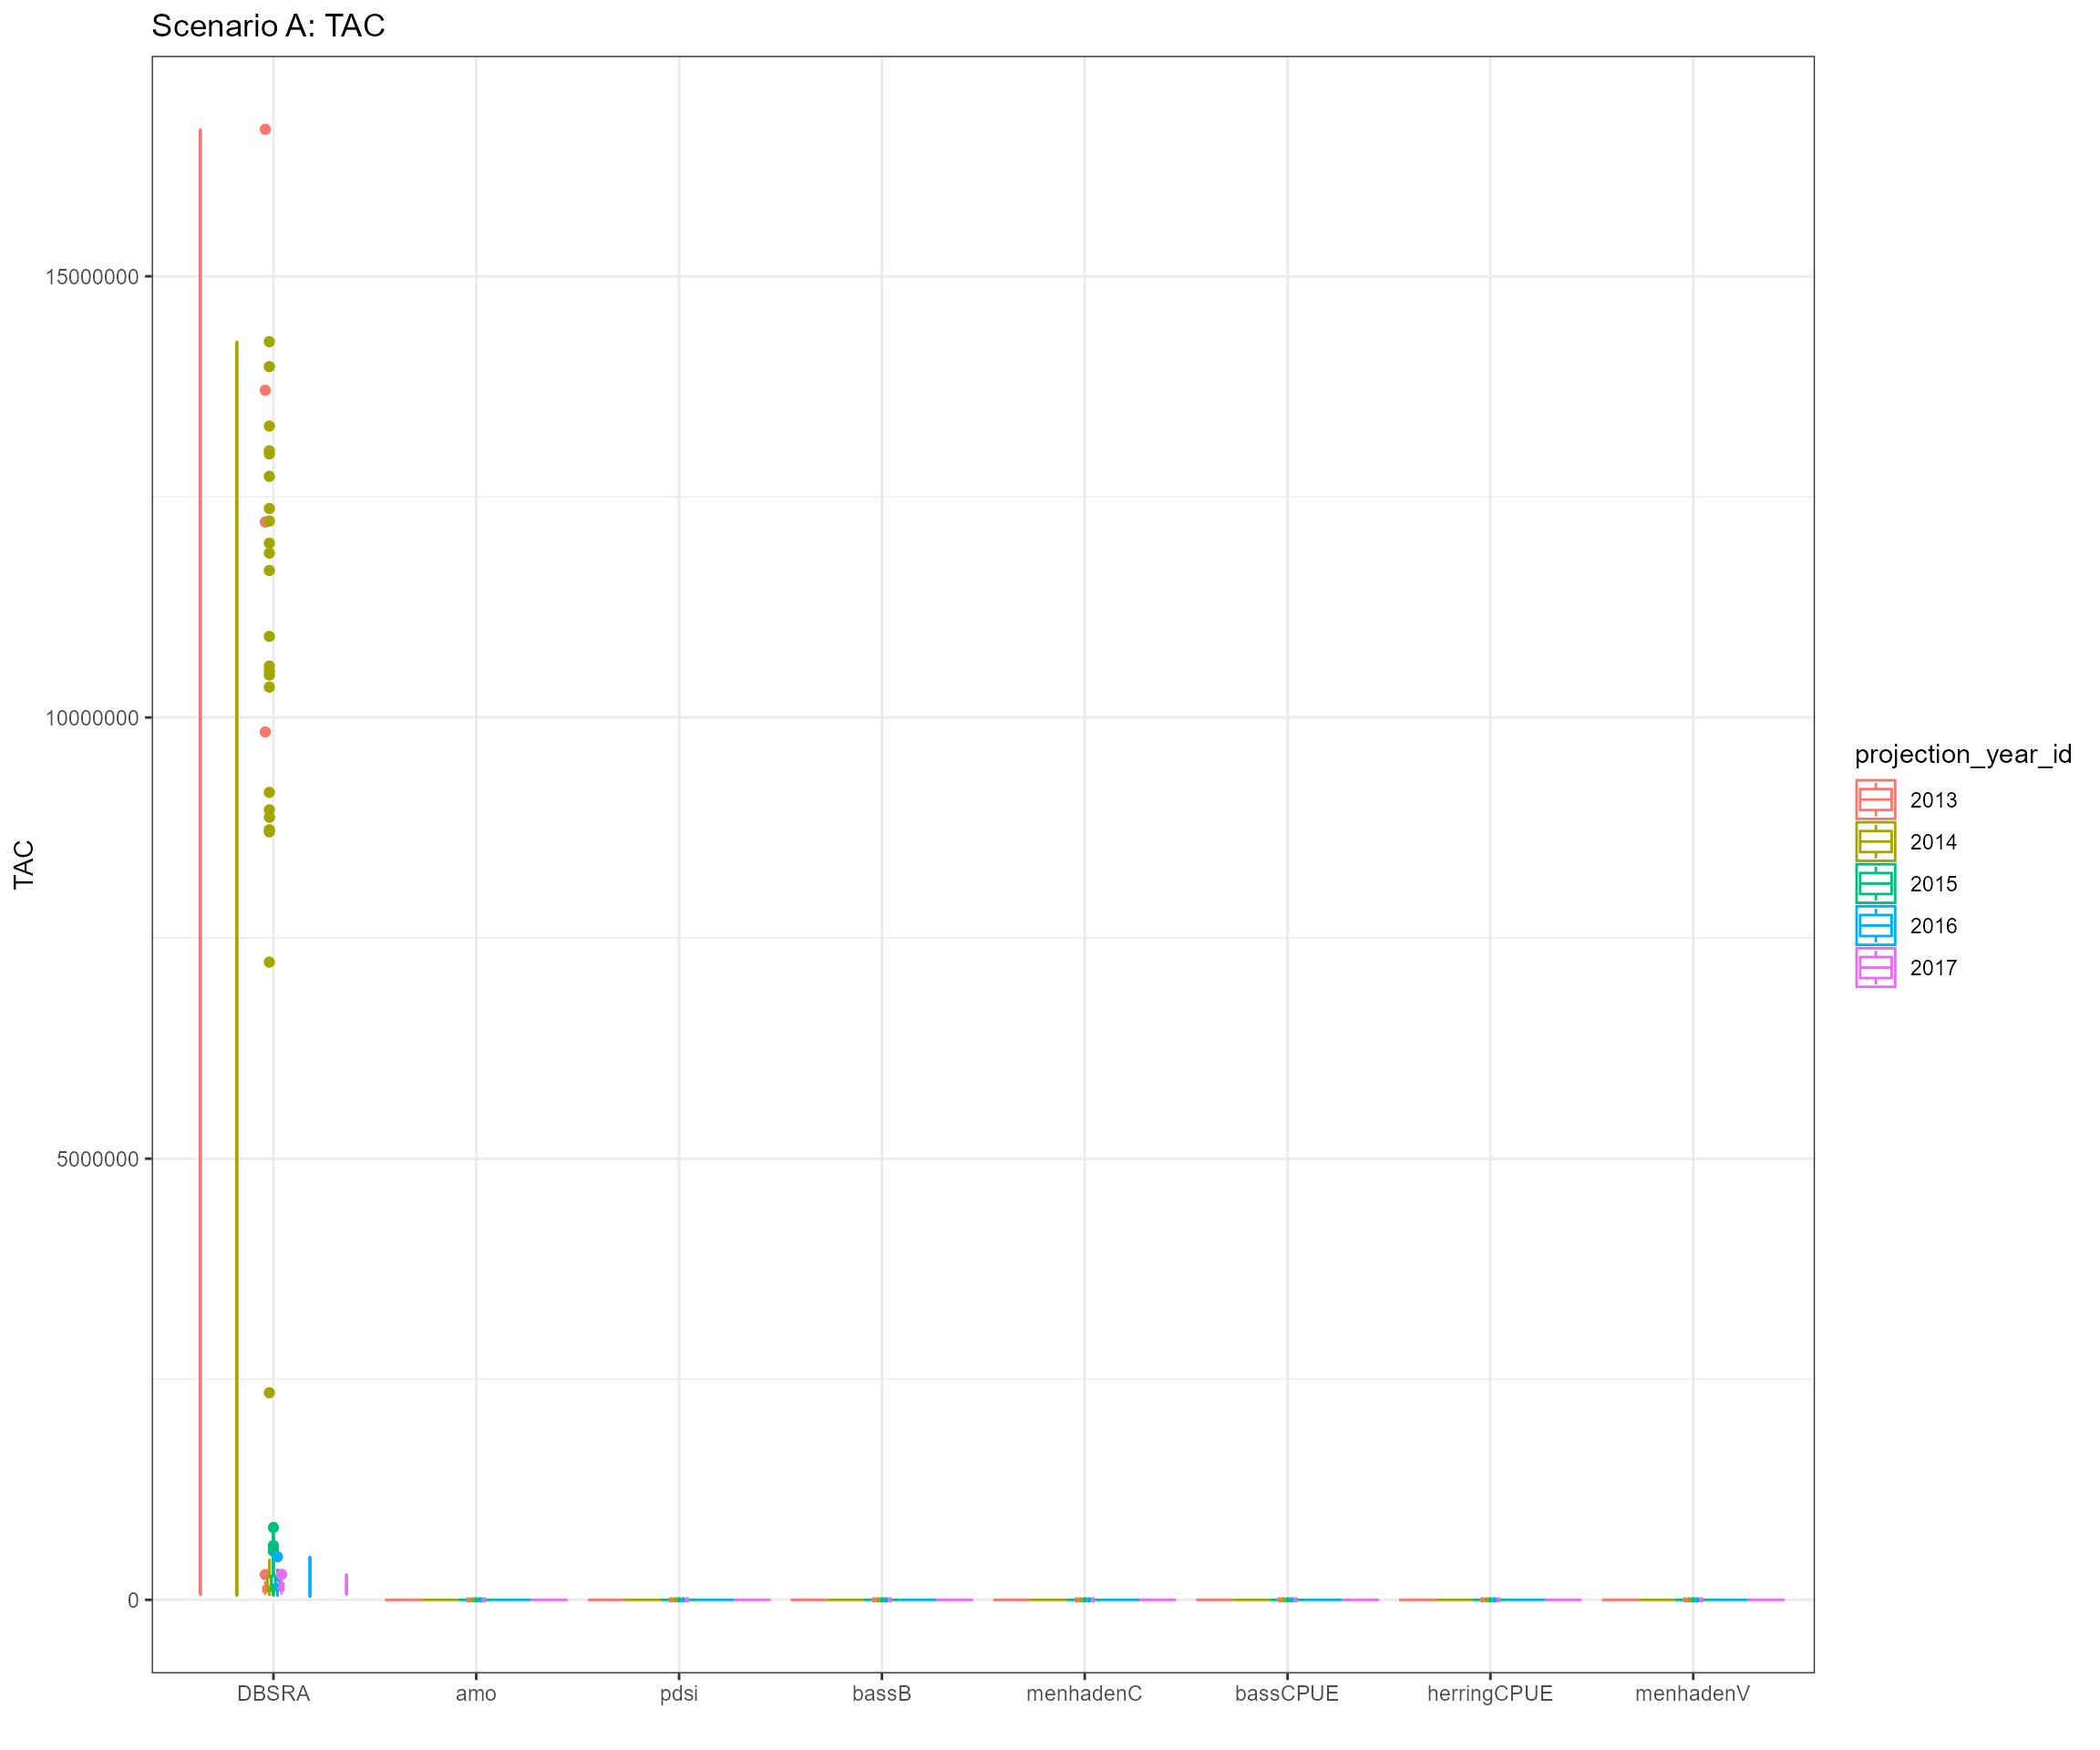 Scenario A: TAC
15000000
10000000
5000000
0
TAC
DBSRA amo pdsi bassB menhadenC bassCPUE herringCPUE menhadenV
projection_year_id
2013
2014
2015
2016
2017